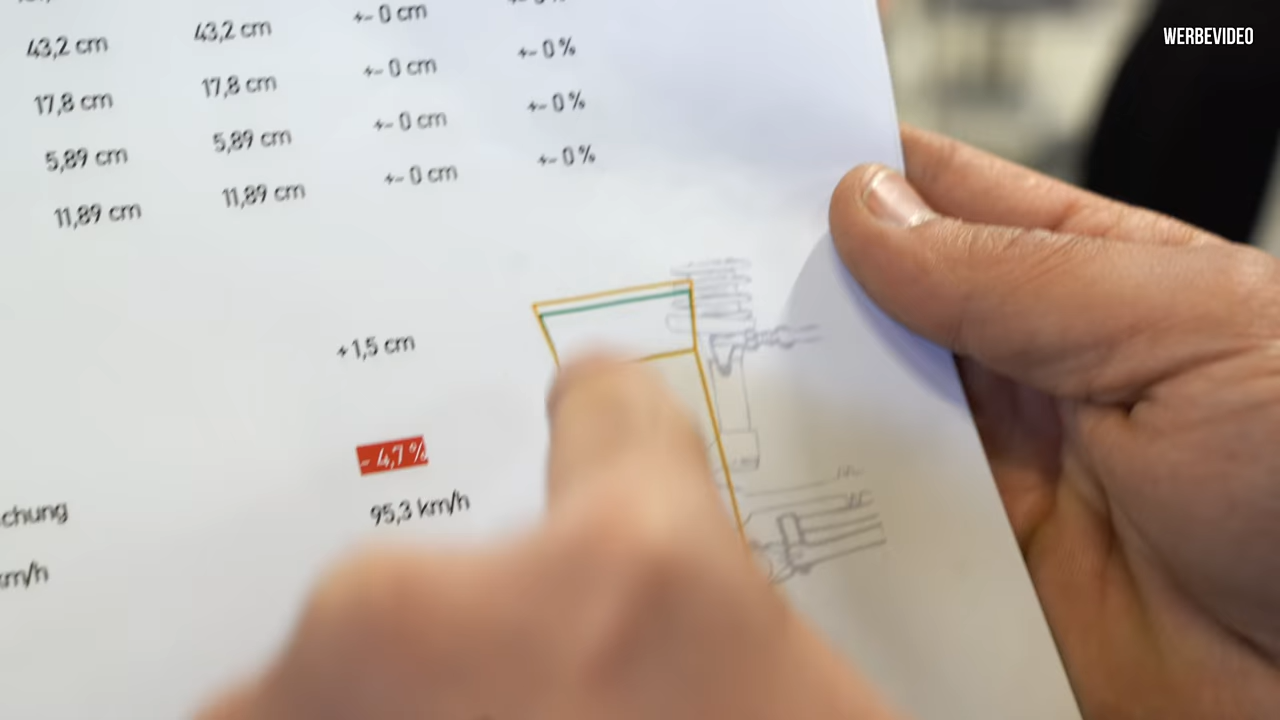 WERBEVIDEO
+- 0 cm
43,2 cm 43,2 cm +- 0 cm +- 0 %
17,8 cm 17,8 cm +- 0 cm +- 0 %
5,89 cm 5,89 cm +- 0 cm +- 0 %
11,89 cm 11,89 cm
+1,5 cm
- 4,7 %
chung 95,3 km/h
km/h